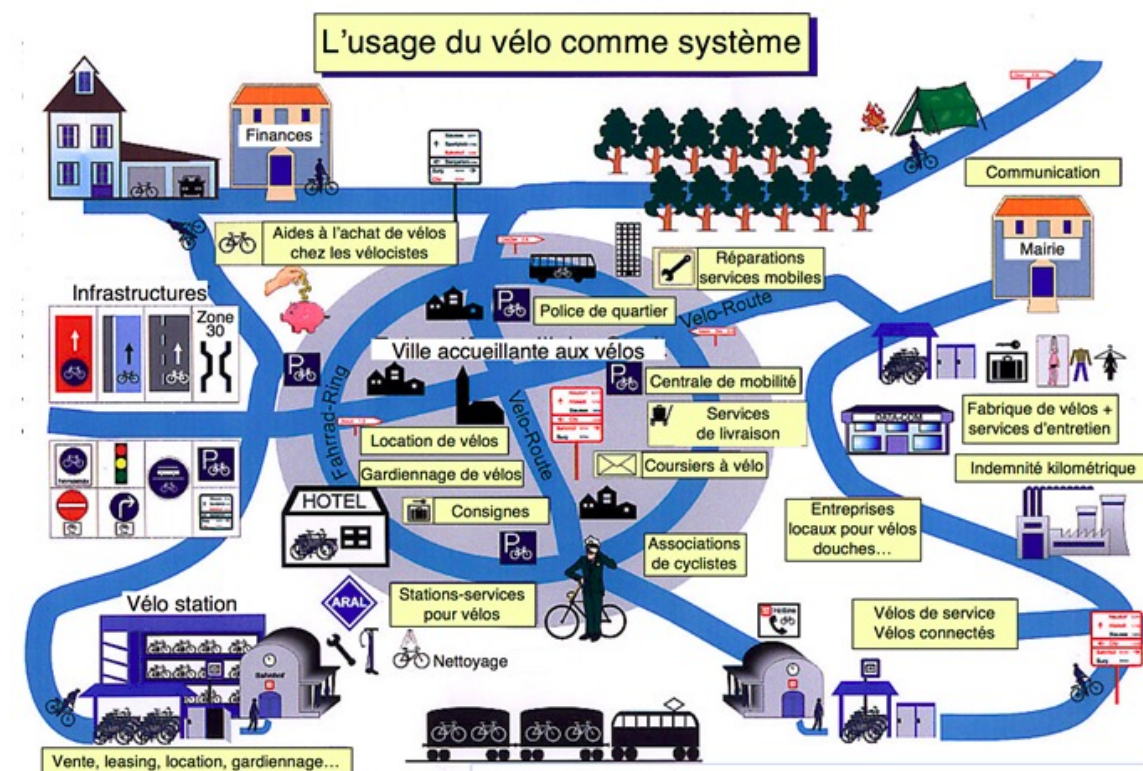 L'usage du vélo comme système
Finances
Communication
Mairie
Aides à l'achat de vélos
chez les vélocistes
Réparations
services mobiles
Infrastructures
Zone
30
P
Police de quartier
Velo-Route
Ville accueillante aux vélos
P
P
Centrale de mobilité
Fahrrad-Ring
Velo-Route
Services
de livraison
Location de vélos
Gardiennage de vélos
Coursiers à vélo
DATA-COM
Fabrique de vélos +
services d'entretien
Indemnité kilométrique
P
HOTEL
Consignes
Entreprises
locaux pour vélos
douches...
P
Associations
de cyclistes
Vélo station
ARAL
Stations-services
pour vélos
Hotline
Vélos de service
Vélos connectés
Nettoyage
Bahnhof
Vente, leasing, location, gardiennage...